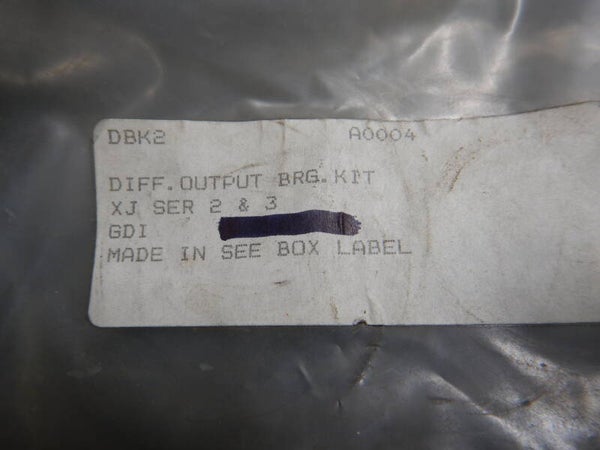 DBK2 A0004
DIFF.OUTPUT BRG.KIT
XJ SER 2 & 3
GDI
MADE IN SEE BOX LABEL